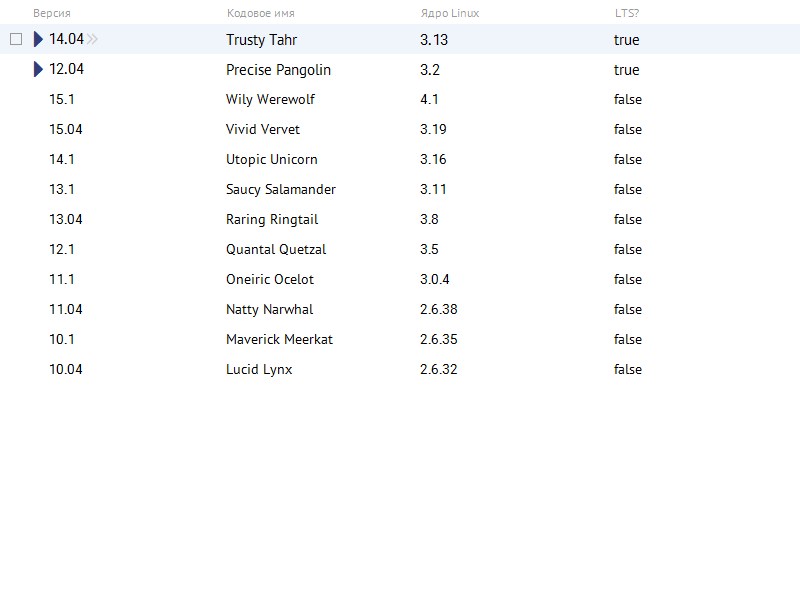 Версия Кодовое имя Ядро Linux LTS?
14.04 Trusty Tahr 3.13 true
12.04 Precise Pangolin 3.2 true
15.1 Wily Werewolf 4.1 false
15.04 Vivid Vervet 3.19 false
14.1 Utopic Unicorn 3.16 false
13.1 Saucy Salamander 3.11 false
13.04 Raring Ringtail 3.8 false
12.1 Quantal Quetzal 3.5 false
11.1 Oneiric Ocelot 3.0.4 false
11.04 Natty Narwhal 2.6.38 false
10.1 Maverick Meerkat 2.6.35 false
10.04 Lucid Lynx 2.6.32 false